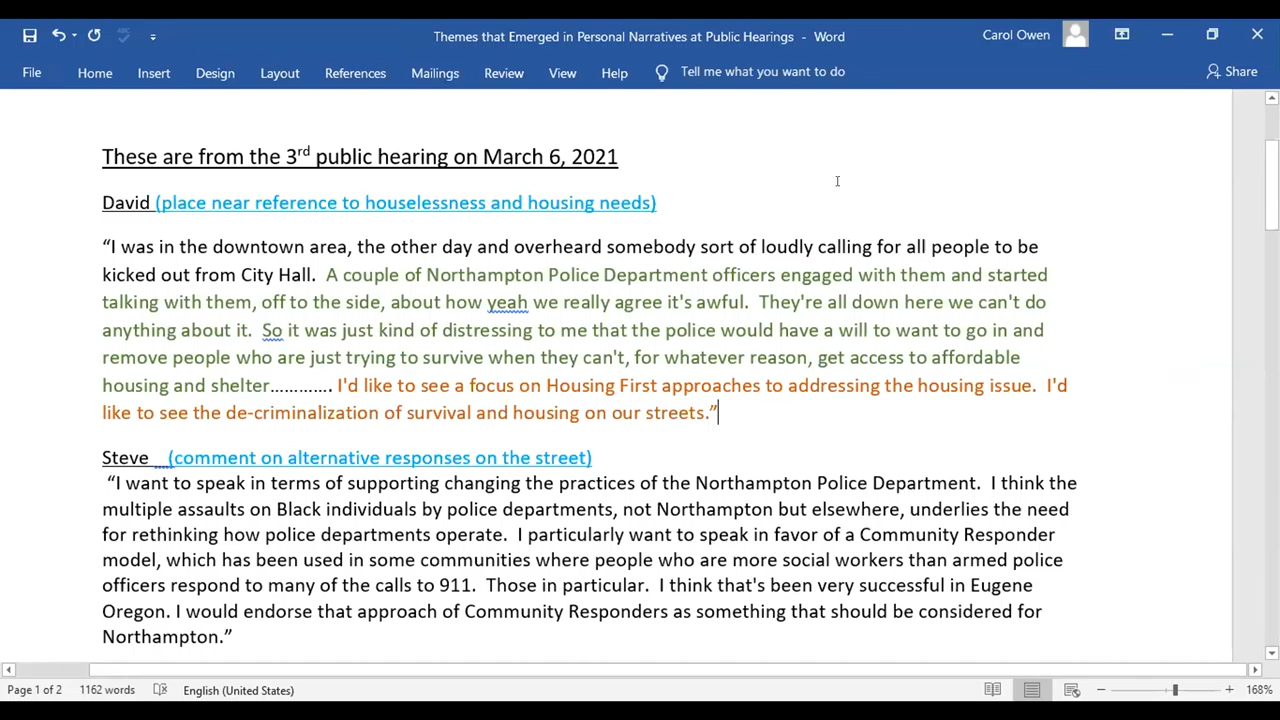 Themes that Emerged in Personal Narratives at Public Hearings - Word
Carol Owen
File Home Insert Design Layout References Mailings Review View Help Tell me what you want to do Share
These are from the 3rd public hearing on March 6, 2021
David (place near reference to houselessness and housing needs)
“I was in the downtown area, the other day and overheard somebody sort of loudly calling for all people to be
kicked out from City Hall.  A couple of Northampton Police Department officers engaged with them and started
talking with them, off to the side, about how yeah we really agree it's awful.  They're all down here we can't do
anything about it.  So it was just kind of distressing to me that the police would have a will to want to go in and
remove people who are just trying to survive when they can't, for whatever reason, get access to affordable
housing and shelter…………. I'd like to see a focus on Housing First approaches to addressing the housing issue.  I'd
like to see the de-criminalization of survival and housing on our streets.”
Steve (comment on alternative responses on the street)
“I want to speak in terms of supporting changing the practices of the Northampton Police Department.  I think the
multiple assaults on Black individuals by police departments, not Northampton but elsewhere, underlies the need
for rethinking how police departments operate.  I particularly want to speak in favor of a Community Responder
model, which has been used in some communities where people who are more social workers than armed police
officers respond to many of the calls to 911.  Those in particular.  I think that's been very successful in Eugene
Oregon. I would endorse that approach of Community Responders as something that should be considered for
Northampton.”
Page 1 of 2 1162 words English (United States) 168%